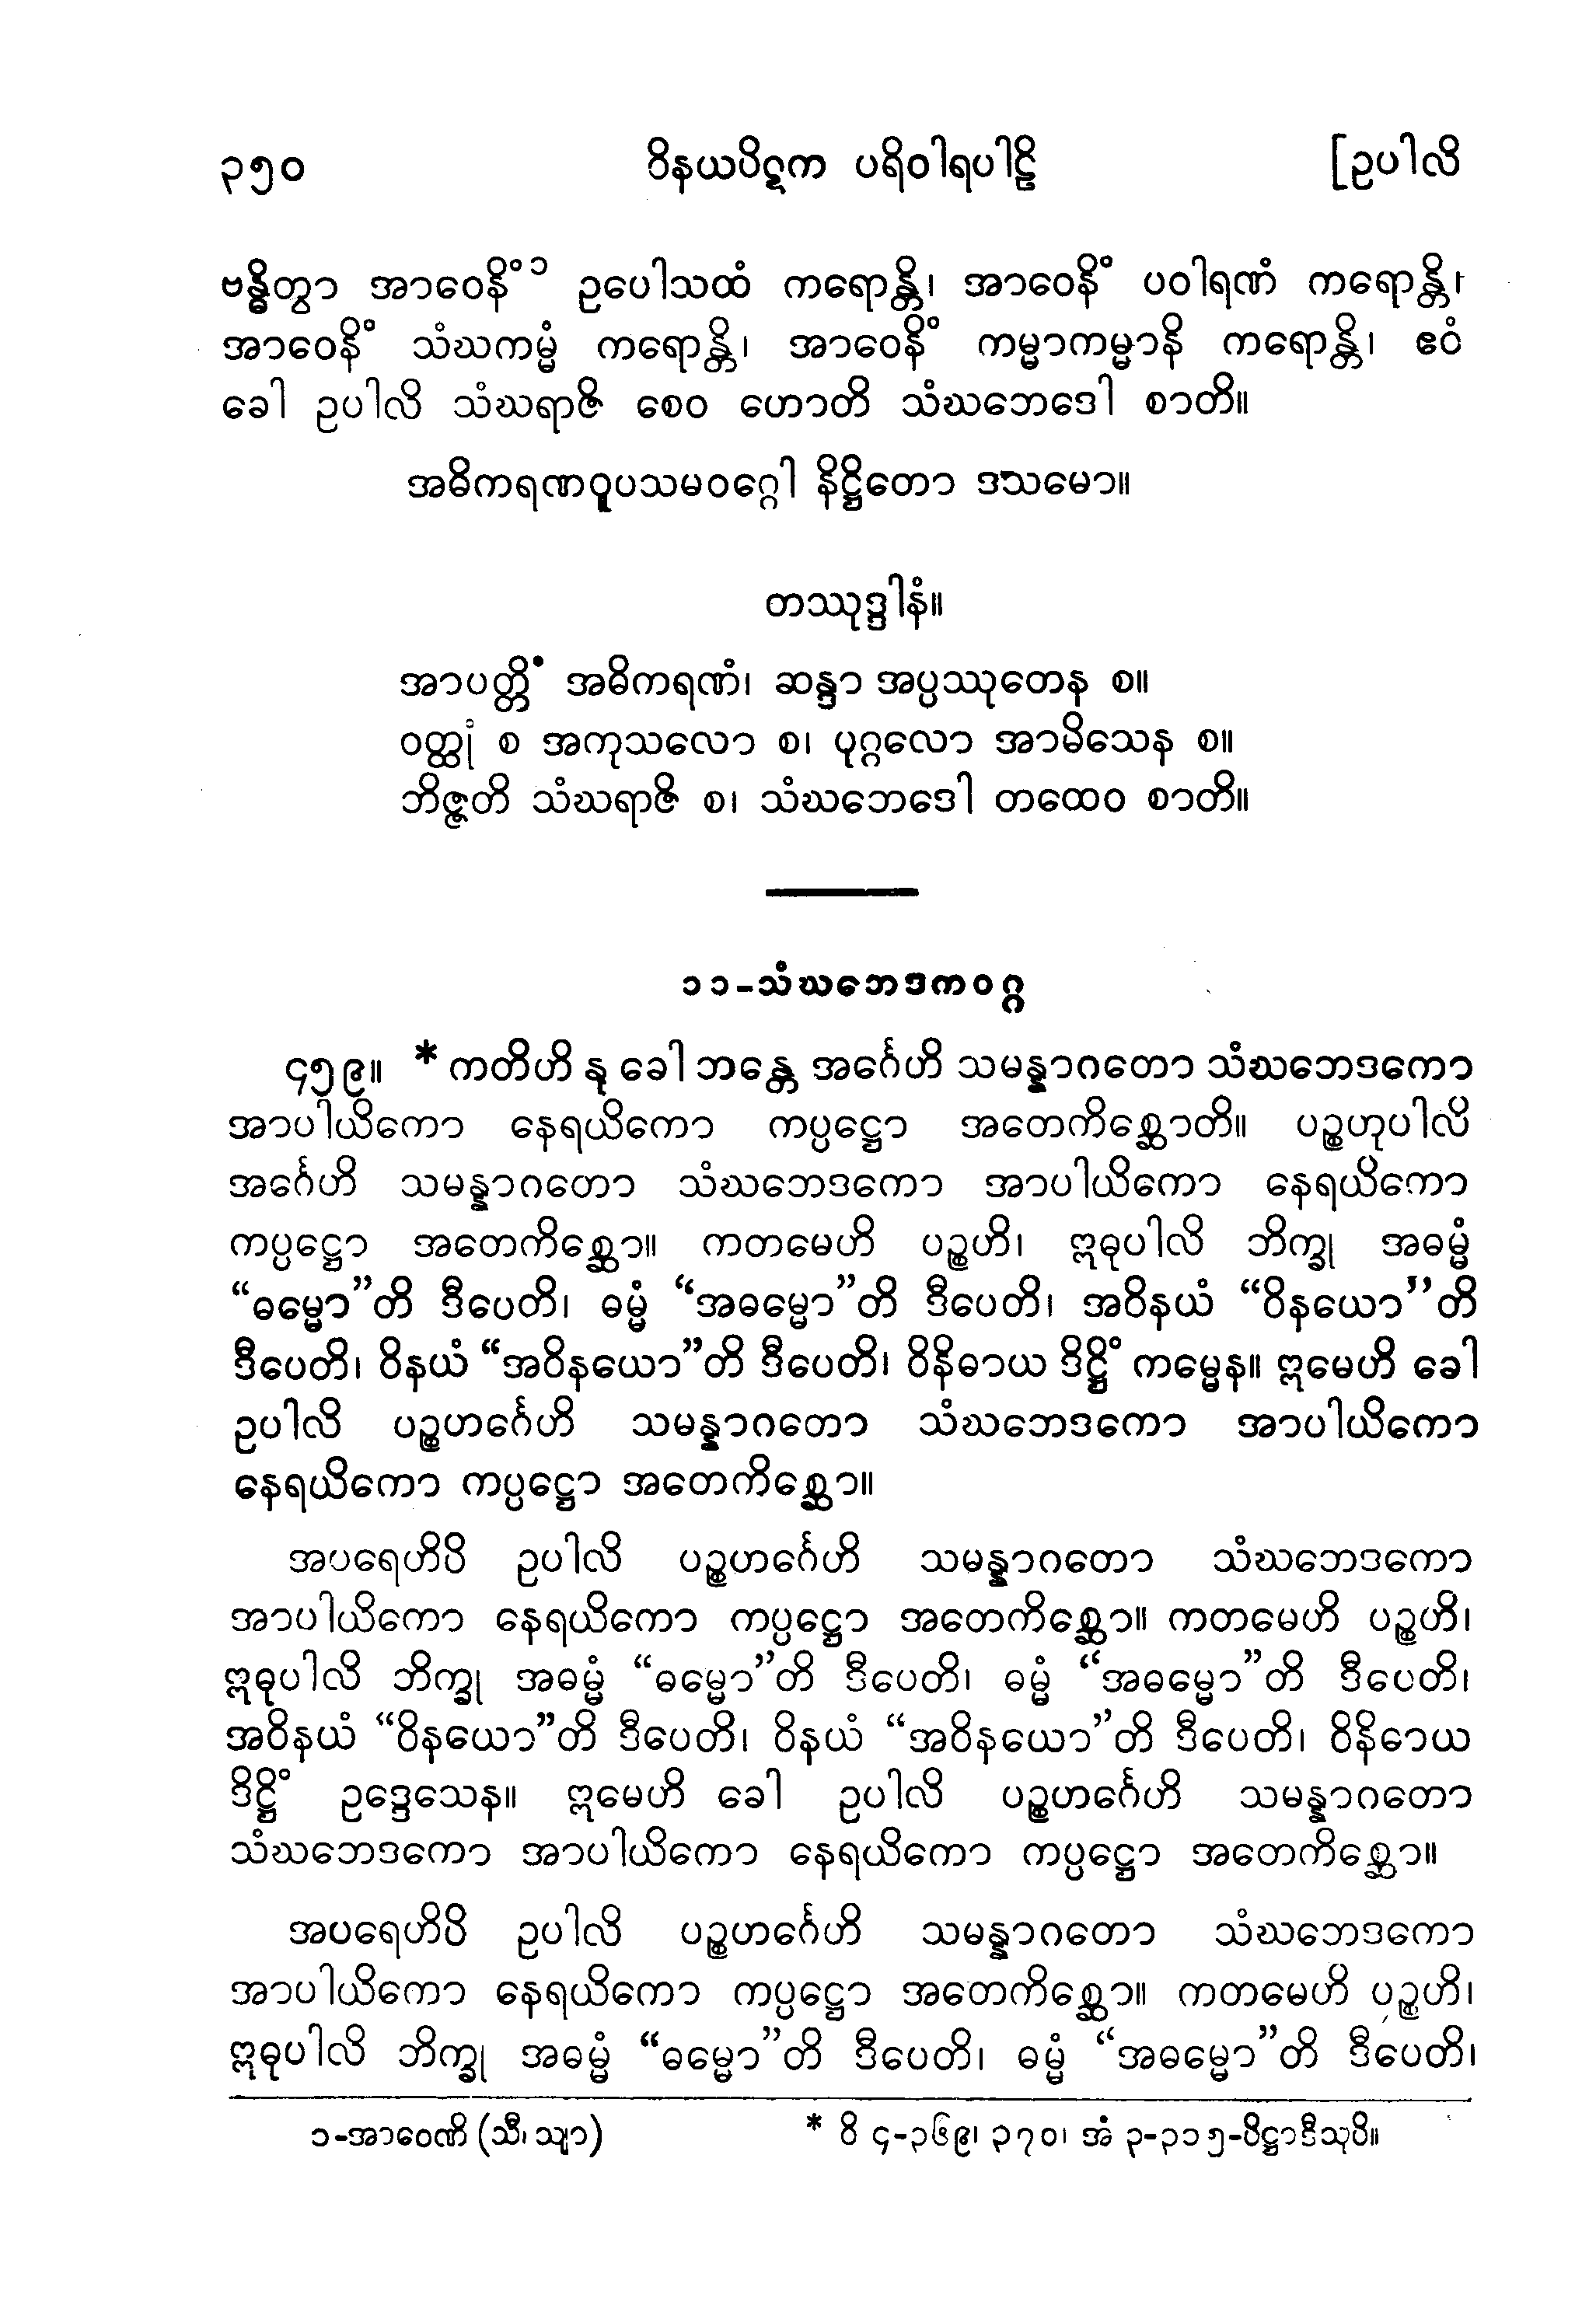 ၃၅၀ ဝိနယပိဋက ပရိဝါရပါဠိ [ဥပါလိ
ဗန္ဓိတွာ အာဝေနိံ ၁ ဥပေါသထံ ကရောန္တိ၊ အာဝေနိံ ပဝါရဏံ ကရောန္တိ၊
အာဝေနိံ သံဃကမ္မံ ကရောန္တိ၊ အာဝေနိံ ကမ္မာကမ္မာနိ ကရောန္တိ၊ ဧဝံ
ခေါ ဥပါလိ သံဃရာဇိ စေဝ ဟောတိ သံဃဘေဒေါ စာတိ။
အဓိကရဏဝူပသမဝဂ္ဂေါ နိဋ္ဌိတော ဒသမော။
တဿုဒ္ဒါနံ။
အာပတ္တိံ အဓိကရဏံ၊ ဆန္ဒာ အပ္ပဿုတေန စ။
ဝတ္ထုံ စ အကုသလော စ၊ ပုဂ္ဂလော အာမိသေန စ။
ဘိဇ္ဇတိ သံဃရာဇိ စ၊ သံဃဘေဒေါ တထေဝ စာတိ။
၁၁-သံဃဘေဒကဝဂ္ဂ
၄၅၉။ * ကတိဟိ နု ခေါ ဘန္တေ အင်္ဂေဟိ သမန္နာဂတော သံဃဘေဒကော
အာပါယိကော နေရယိကော ကပ္ပဋ္ဌော အတေကိစ္ဆောတိ။ ပဉ္စဟုပါလိ
အင်္ဂေဟိ သမန္နာဂတော သံဃဘေဒကော အာပါယိကော နေရယိကော
ကပ္ပဋ္ဌော အတေကိစ္ဆော။ ကတမေဟိ ပဉ္စဟိ၊ ဣဓုပါလိ ဘိက္ခု အဓမ္မံ
“ဓမ္မော”တိ ဒီပေတိ၊ ဓမ္မံ “အဓမ္မော”တိ ဒီပေတိ၊ အဝိနယံ “ဝိနယော”တိ
ဒီပေတိ၊ ဝိနယံ “အဝိနယော”တိ ဒီပေတိ၊ ဝိနိဓာယ ဒိဋ္ဌိံ ကမ္မေန။ ဣမေဟိ ခေါ
ဥပါလိ ပဉ္စဟင်္ဂေဟိ သမန္နာဂတော သံဃဘေဒကော အာပါယိကော
နေရယိကော ကပ္ပဋ္ဌော အတေကိစ္ဆော။
အပရေဟိပိ ဥပါလိ ပဉ္စဟင်္ဂေဟိ သမန္နာဂတော သံဃဘေဒကော
အာပါယိကော နေရယိကော ကပ္ပဋ္ဌော အတေကိစ္ဆော။ ကတမေဟိ ပဉ္စဟိ၊
ဣဓုပါလိ ဘိက္ခု အဓမ္မံ “ဓမ္မော”တိ ဒီပေတိ၊ ဓမ္မံ “အဓမ္မော”တိ ဒီပေတိ၊
အဝိနယံ “ဝိနယော”တိ ဒီပေတိ၊ ဝိနယံ “အဝိနယော”တိ ဒီပေတိ၊ ဝိနိဓာယ
ဒိဋ္ဌိံ ဥဒ္ဒေသေန။ ဣမေဟိ ခေါ ဥပါလိ ပဉ္စဟင်္ဂေဟိ သမန္နာဂတော
သံဃဘေဒကော အာပါယိကော နေရယိကော ကပ္ပဋ္ဌော အတေကိစ္ဆော။
အပရေဟိပိ ဥပါလိ ပဉ္စဟင်္ဂေဟိ သမန္နာဂတော သံဃဘေဒကော
အာပါယိကော နေရယိကော ကပ္ပဋ္ဌော အတေကိစ္ဆော။ ကတမေဟိ ပဉ္စဟိ၊
ဣဓုပါလိ ဘိက္ခု အဓမ္မံ “ဓမ္မော”တိ ဒီပေတိ၊ ဓမ္မံ “အဓမ္မော”တိ ဒီပေတိ၊
၁-အာဝေဏိ (သီ၊ သျာ) * ဝိ ၄-၃၆၉၊ ၃၇၀၊ အံ ၃-၃၁၅-ပိဋ္ဌာဒီသုပိ။